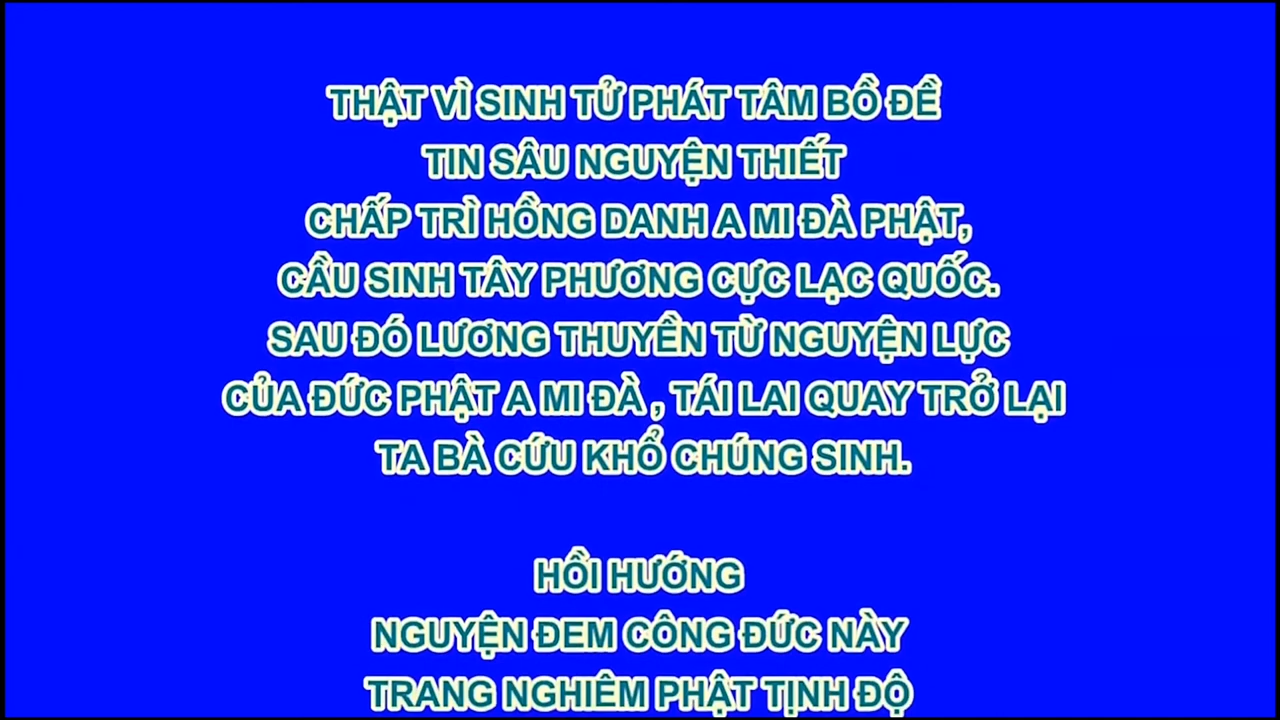 THẬT VÌ SINH TỬ PHÁT TÂM BỒ ĐỀ
TIN SÂU NGUYỆN THIẾT
CHẤP TRÌ HỒNG DANH A MI ĐÀ PHẬT,
CẦU SINH TÂY PHƯƠNG CỰC LẠC QUỐC.
SAU ĐÓ LƯƠNG THUYỀN TỪ NGUYỆN LỰC
CỦA ĐỨC PHẬT A MI ĐÀ , TÁI LAI QUAY TRỞ LẠI
TA BÀ CỨU KHỔ CHÚNG SINH.
HỒI HƯỚNG
NGUYỆN ĐEM CÔNG ĐỨC NÀY
TRANG NGHIÊM PHẬT TỊNH ĐỘ